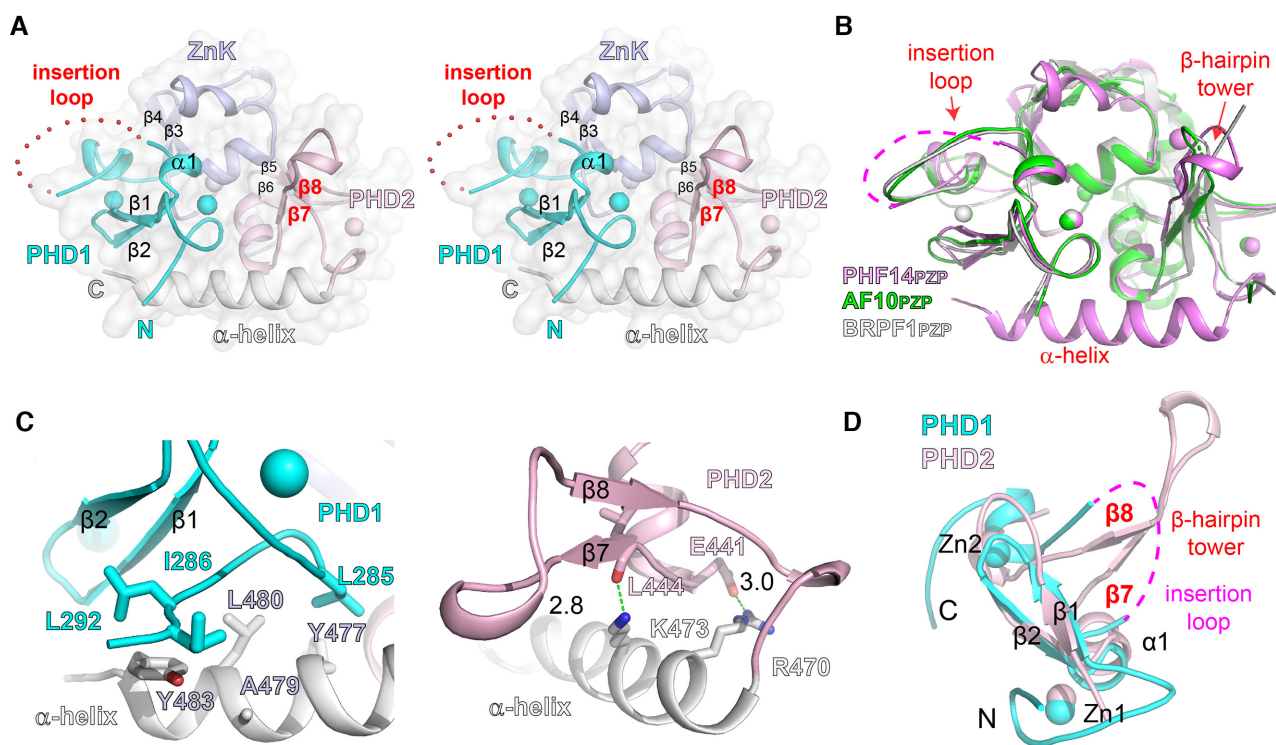 A
ZnK
insertion
loop
β4
β3
α1
β5
β6
β1
β8
β7
PHD2
β2
PHD1
C
N
α-helix
ZnK
insertion
loop
β4
β3
α1
β5
β6
β1
β8
β7
PHD2
β2
PHD1
C
N
α-helix
B
insertion
loop
β-hairpin
tower
PHF14PZP
AF10PZP
BRPF1PZP
α-helix
C
β2
β1
PHD1
I286
L285
L292
L480
Y477
Y483
A479
α-helix
PHD2
β8
β7
E441
L444
3.0
2.8
K473
R470
α-helix
D
PHD1
PHD2
β8
β-hairpin
tower
Zn2
β7
insertion
loop
C
β1
β2
α1
N
Zn1